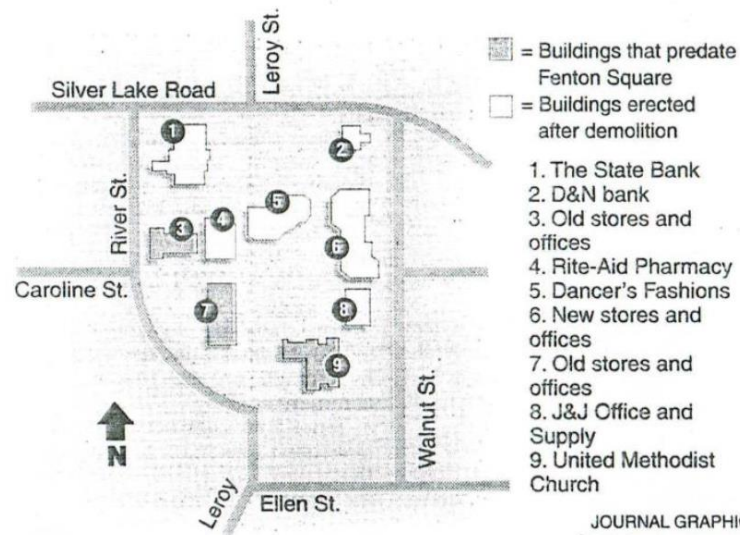 Leroy St.
= Buildings that predate
Fenton Square
Silver Lake Road
= Buildings erected
after demolition
1
2
1. The State Bank
2. D&N bank
3. Old stores and
offices
4. Rite-Aid Pharmacy
5. Dancer's Fashions
6. New stores and
offices
7. Old stores and
offices
8. J&J Office and
Supply
9. United Methodist
Church
River St.
5
4
3
6
Caroline St.
7
8
9
Walnut St.
N
Leroy
Ellen St.
JOURNAL GRAPHI